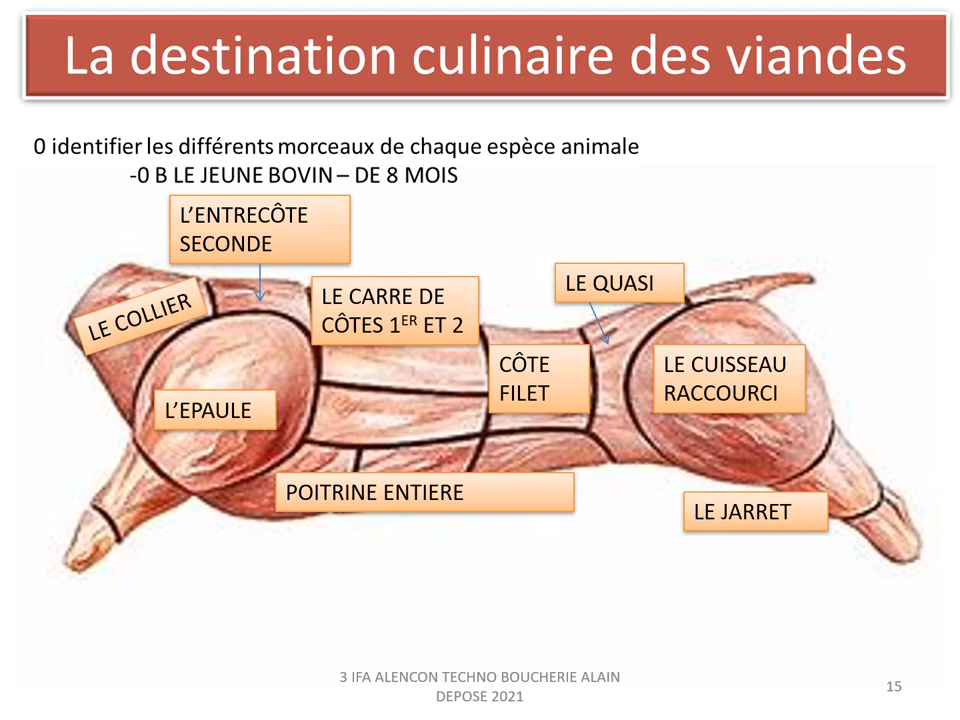 La destination culinaire des viandes
0 identifier les différents morceaux de chaque espèce animale
-0 B LE JEUNE BOVIN – DE 8 MOIS
L’ENTRECÔTE
SECONDE
LE COLLIER
LE CARRE DE
CÔTES 1ER ET 2
LE QUASI
CÔTE
FILET
LE CUISSEAU
RACCOURCI
L’EPAULE
POITRINE ENTIERE
LE JARRET
3 IFA ALENCON TECHNO BOUCHERIE ALAIN
DEPOSE 2021
15